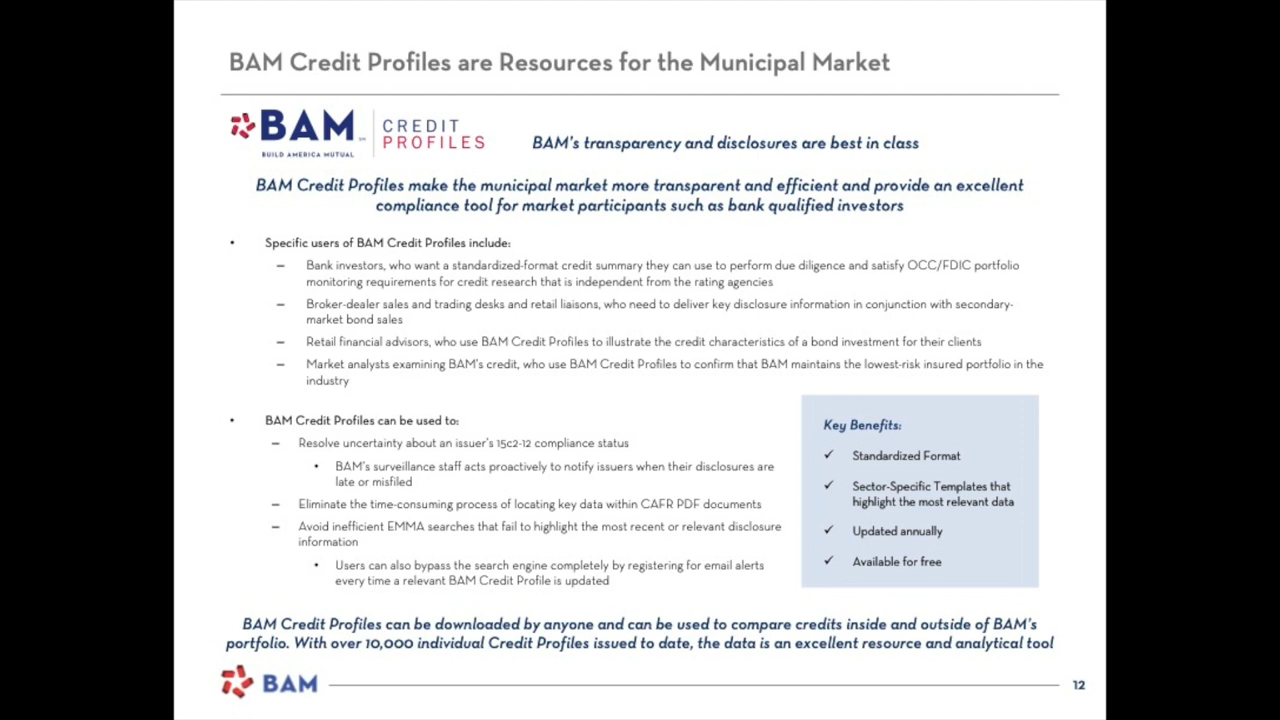 BAM Credit Profiles are Resources for the Municipal Market
BAM
SM
BUILD AMERICA MUTUAL
CREDIT
PROFILES
BAM's transparency and disclosures are best in class
BAM Credit Profiles make the municipal market more transparent and efficient and provide an excellent
compliance tool for market participants such as bank qualified investors
• Specific users of BAM Credit Profiles include:
– Bank investors, who want a standardized-format credit summary they can use to perform due diligence and satisfy OCC/FDIC portfolio
monitoring requirements for credit research that is independent from the rating agencies
– Broker-dealer sales and trading desks and retail liaisons, who need to deliver key disclosure information in conjunction with secondary-
market bond sales
– Retail financial advisors, who use BAM Credit Profiles to illustrate the credit characteristics of a bond investment for their clients
– Market analysts examining BAM's credit, who use BAM Credit Profiles to confirm that BAM maintains the lowest-risk insured portfolio in the
industry
• BAM Credit Profiles can be used to:
– Resolve uncertainty about an issuer's 15c2-12 compliance status
• BAM's surveillance staff acts proactively to notify issuers when their disclosures are
late or misfiled
– Eliminate the time-consuming process of locating key data within CAFR PDF documents
– Avoid inefficient EMMA searches that fail to highlight the most recent or relevant disclosure
information
• Users can also bypass the search engine completely by registering for email alerts
every time a relevant BAM Credit Profile is updated
Key Benefits:
✓ Standardized Format
✓ Sector-Specific Templates that
highlight the most relevant data
✓ Updated annually
✓ Available for free
BAM Credit Profiles can be downloaded by anyone and can be used to compare credits inside and outside of BAM's
portfolio. With over 10,000 individual Credit Profiles issued to date, the data is an excellent resource and analytical tool
BAM
12